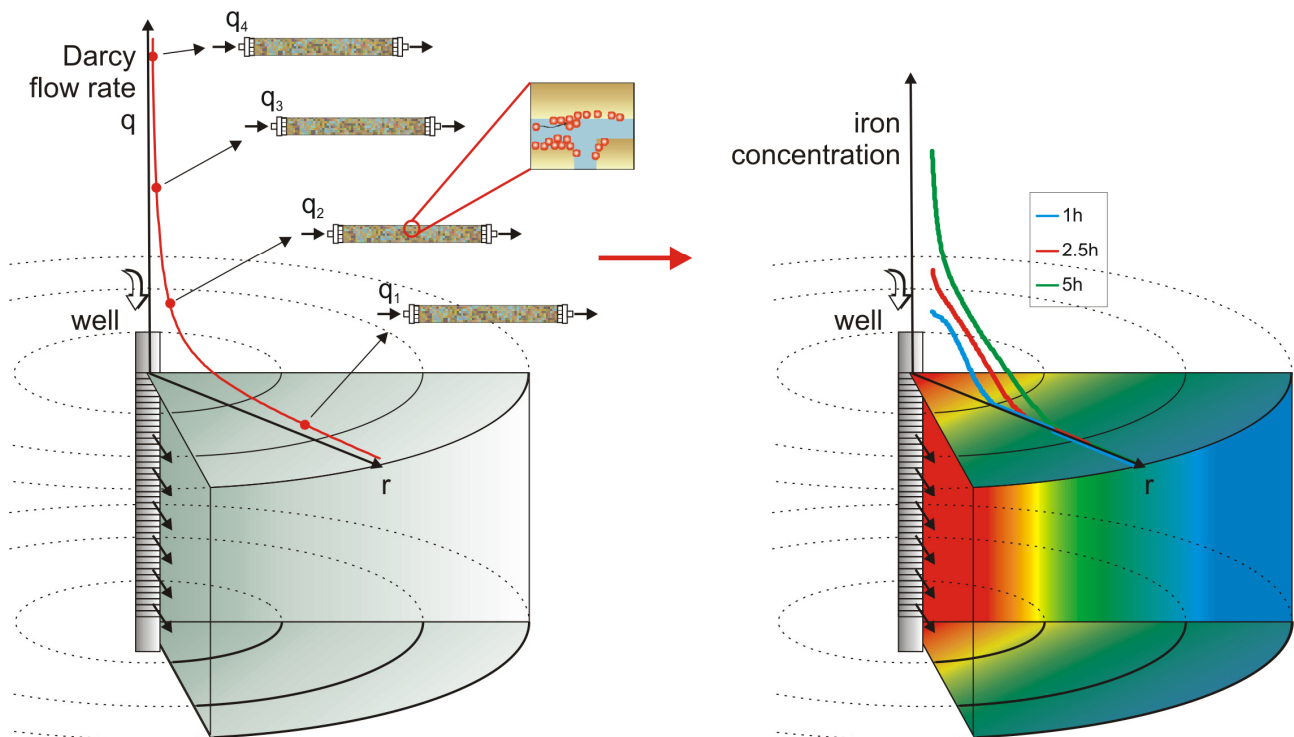 Darcy
flow rate
q
q4
q3
q2
q1
well
r
iron
concentration
1h
2.5h
5h
well
r